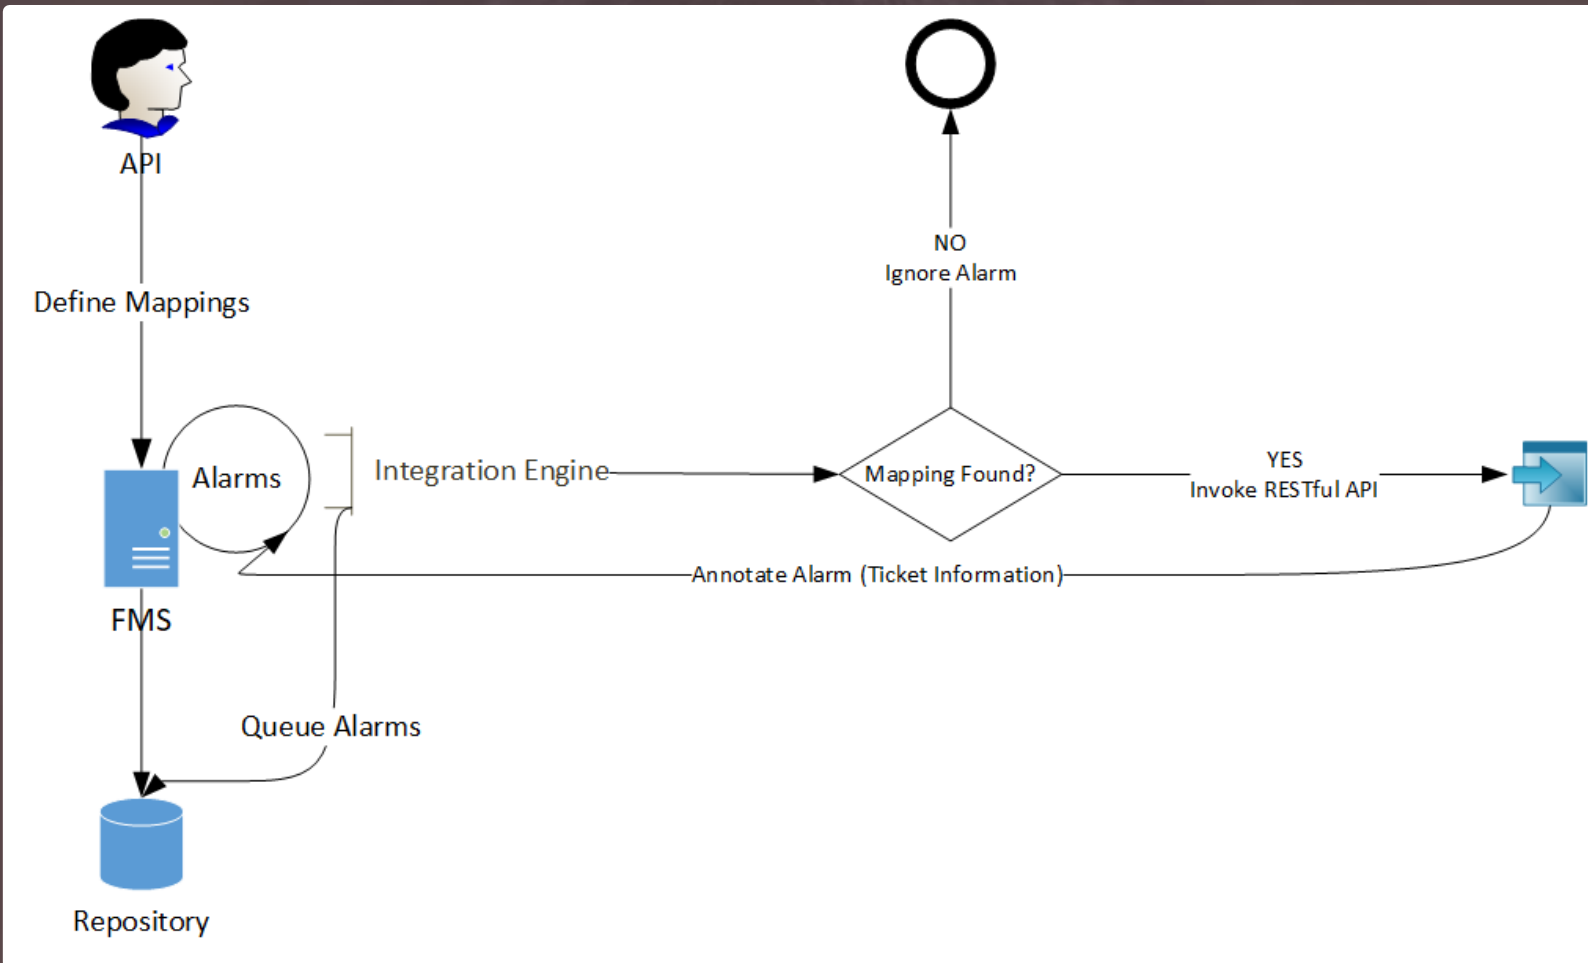 API
Define Mappings
NO
Ignore Alarm
Alarms
Integration Engine
Mapping Found?
YES
Invoke RESTful API
Annotate Alarm (Ticket Information)
FMS
Queue Alarms
Repository